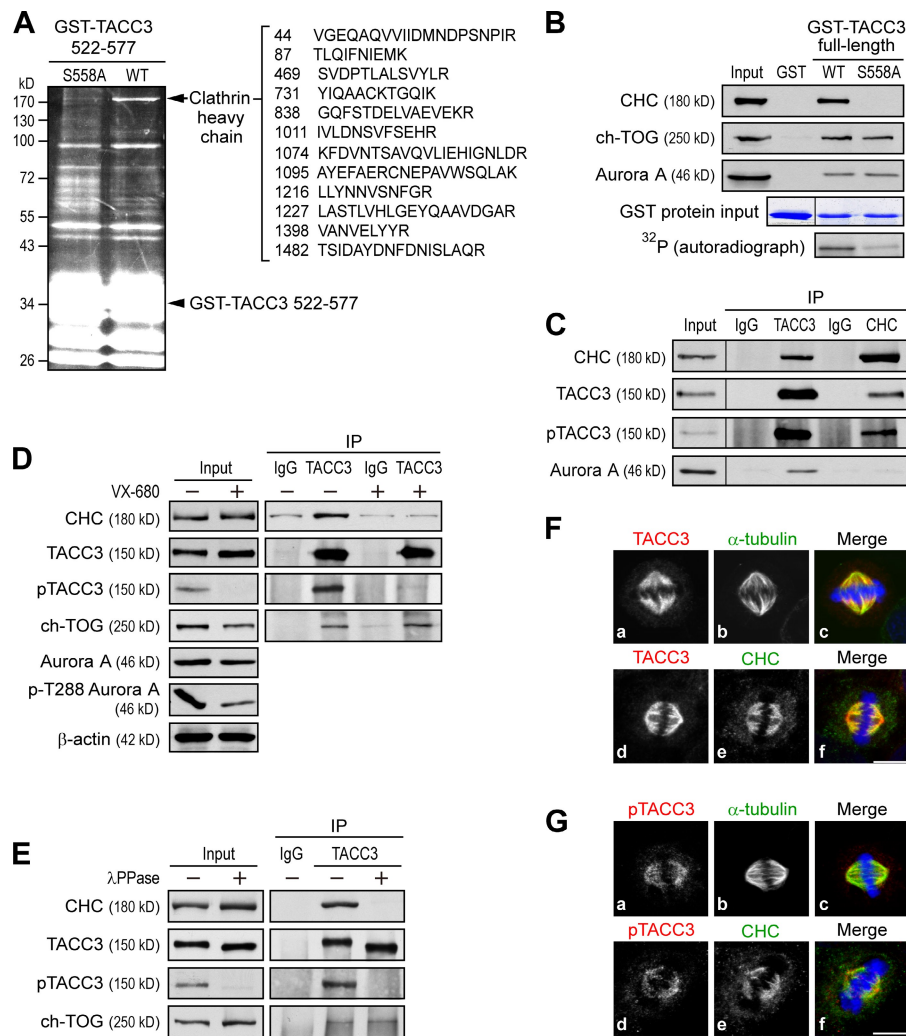 A
GST-TACC3
522-577
S558A WT
kD
170
130
100
72
55
43
34
26
Clathrin
heavy
chain
GST-TACC3 522-577
44 VGEQAQVVIIDMNDPSNPIR
87 TLQIFNIEMK
469 SVDPTLALSVYLR
731 YIQAACKTGQIK
838 GQFSTDELVAEVEKR
1011 IVLDNSVFSEHR
1074 KFDVNTSAVQVLIEHIGNLDR
1095 AYEFAERCNEPAVWSQLAK
1216 LLYNNVSNFGR
1227 LASTLVHLGEYQAAVDGAR
1398 VANVELYYR
1482 TSIDAYDNFDNISLAQR
B
GST-TACC3
full-length
Input GST WT S558A
CHC (180 kD)
ch-TOG (250 kD)
Aurora A (46 kD)
GST protein input
32P (autoradiograph)
C
IP
Input IgG TACC3 IgG CHC
CHC (180 kD)
TACC3 (150 kD)
pTACC3 (150 kD)
Aurora A (46 kD)
D
IP
Input IgG TACC3 IgG TACC3
VX-680 − + − − + +
CHC (180 kD)
TACC3 (150 kD)
pTACC3 (150 kD)
ch-TOG (250 kD)
Aurora A (46 kD)
p-T288 Aurora A
(46 kD)
β-actin (42 kD)
E
IP
Input IgG TACC3
λPPase − + − − +
CHC (180 kD)
TACC3 (150 kD)
pTACC3 (150 kD)
ch-TOG (250 kD)
F
TACC3 α-tubulin Merge
a b c
TACC3 CHC Merge
d e f
G
pTACC3 α-tubulin Merge
a b c
pTACC3 CHC Merge
d e f